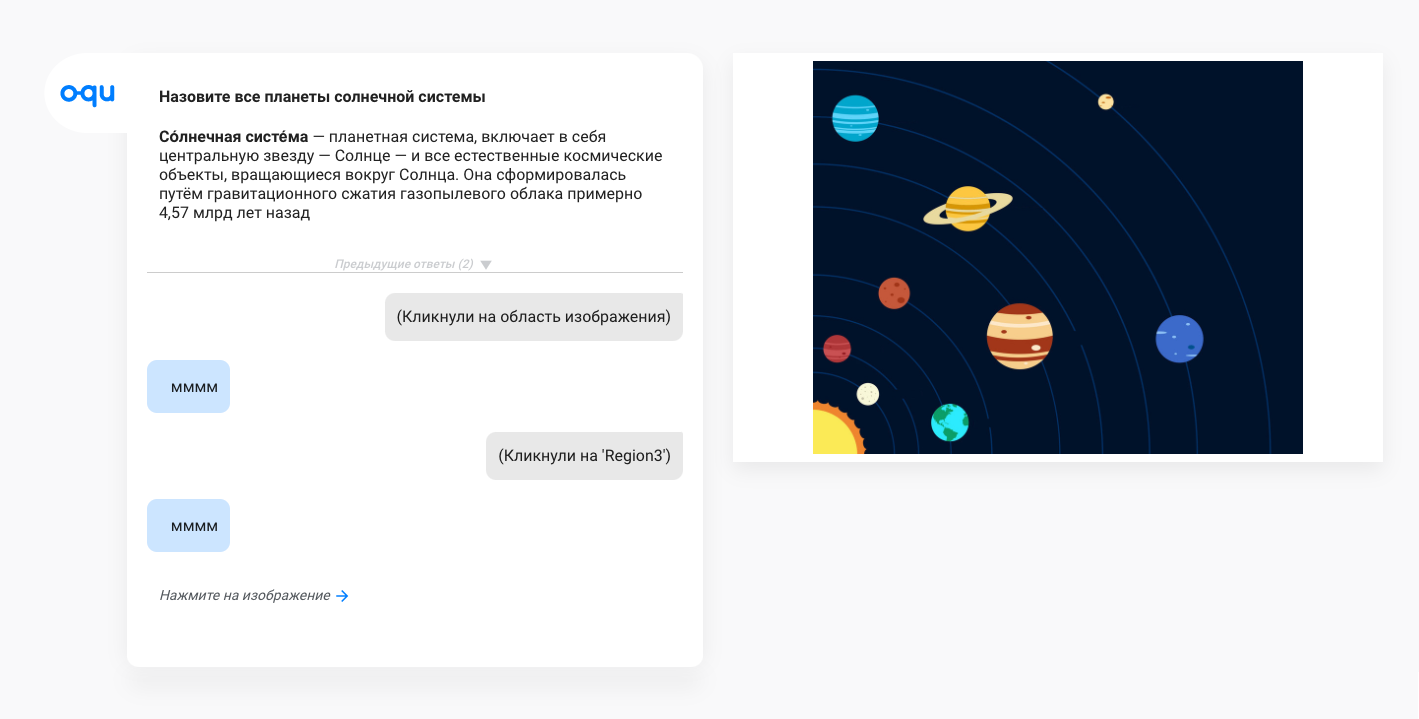 oqu
Назовите все планеты солнечной системы
Со́лнечная систе́ма — планетная система, включает в себя
центральную звезду — Солнце — и все естественные космические
объекты, вращающиеся вокруг Солнца. Она сформировалась
путём гравитационного сжатия газопылевого облака примерно
4,57 млрд лет назад
Предыдущие ответы (2)
(Кликнули на область изображения)
мммм
(Кликнули на 'Region3')
мммм
Нажмите на изображение